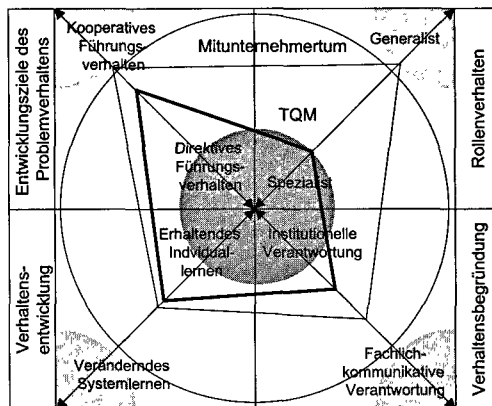 Entwicklungsziele des
Problemverhaltens
Kooperatives
Führungs-
verhalten
Mitunternehmertum
Generalist
Rollenverhalten
TQM
Direktives
Führungs-
verhalten
Spezialist
Erhaltendes
Indvidual-
lernen
Institutionelle
Verantwortung
Verhaltens-
entwicklung
Veränderndes
Systemlernen
Fachlich-
kommunikative
Verantwortung
Verhaltensbegründung